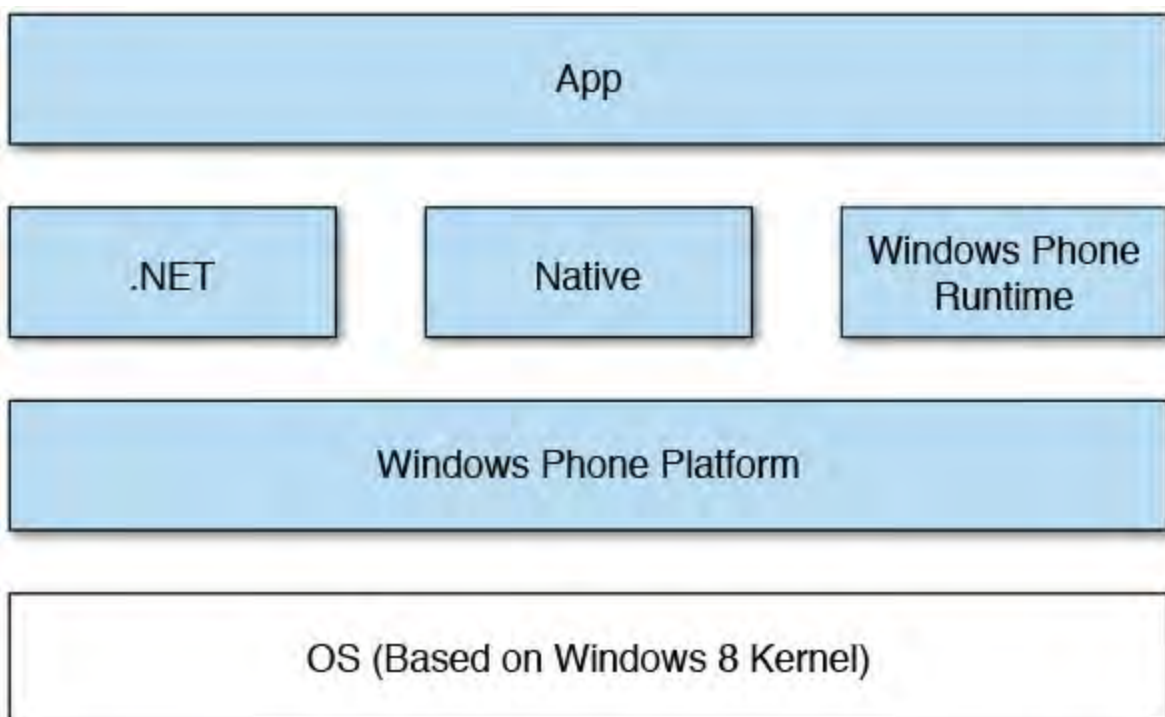 App
.NET
Native
Windows Phone
Runtime
Windows Phone Platform
OS (Based on Windows 8 Kernel)